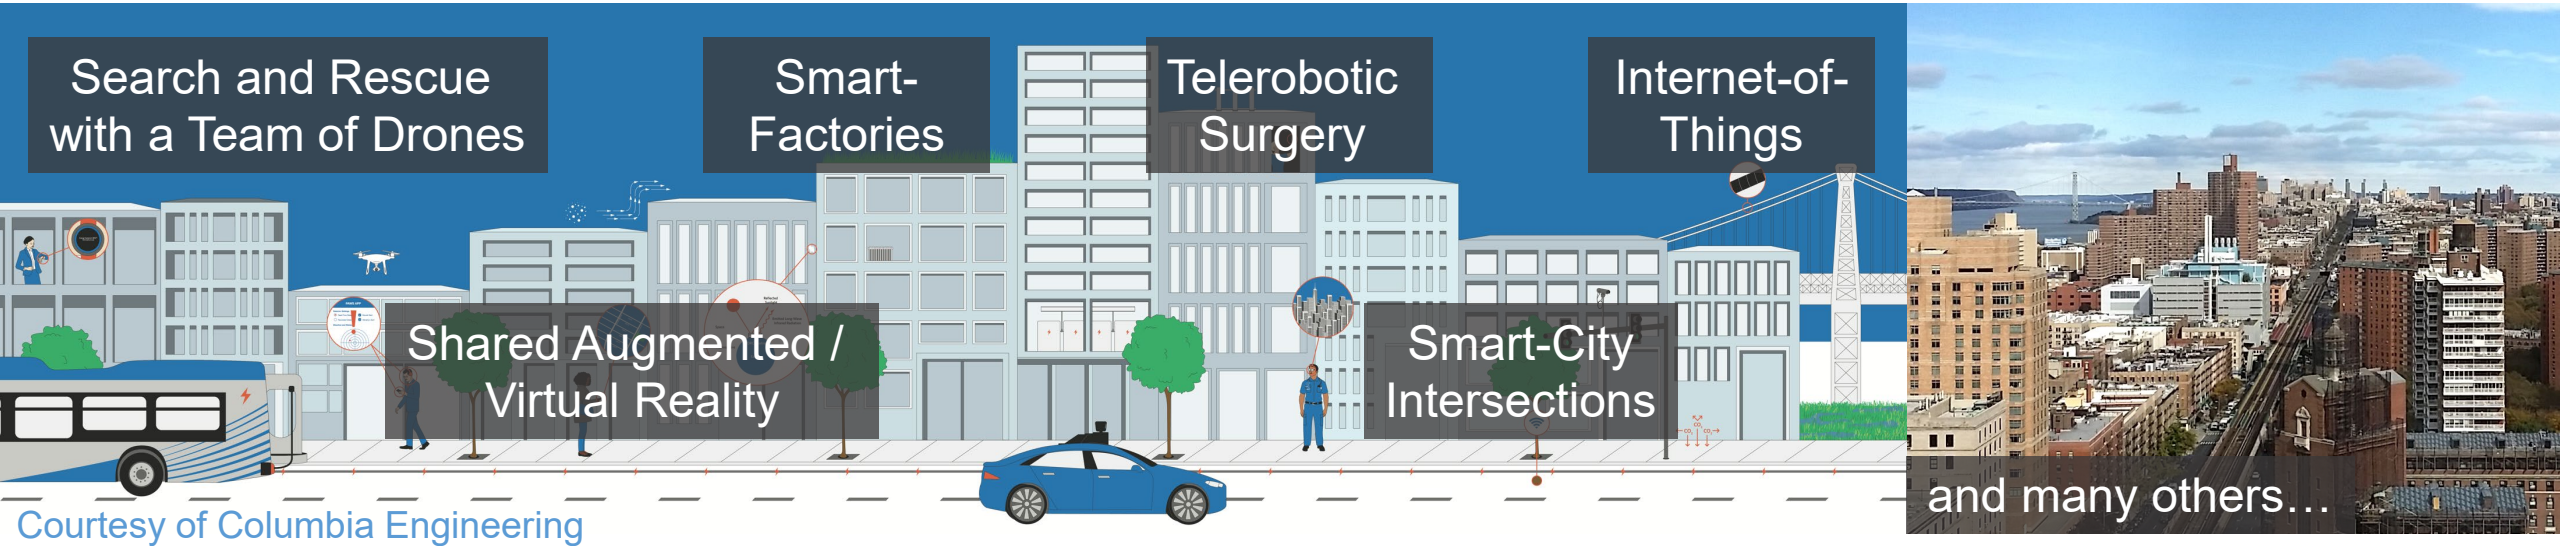 Search and Rescue
with a Team of Drones
Smart-
Factories
Telerobotic
Surgery
Internet-of-
Things
Shared Augmented /
Virtual Reality
Smart-City
Intersections
and many others…
Courtesy of Columbia Engineering